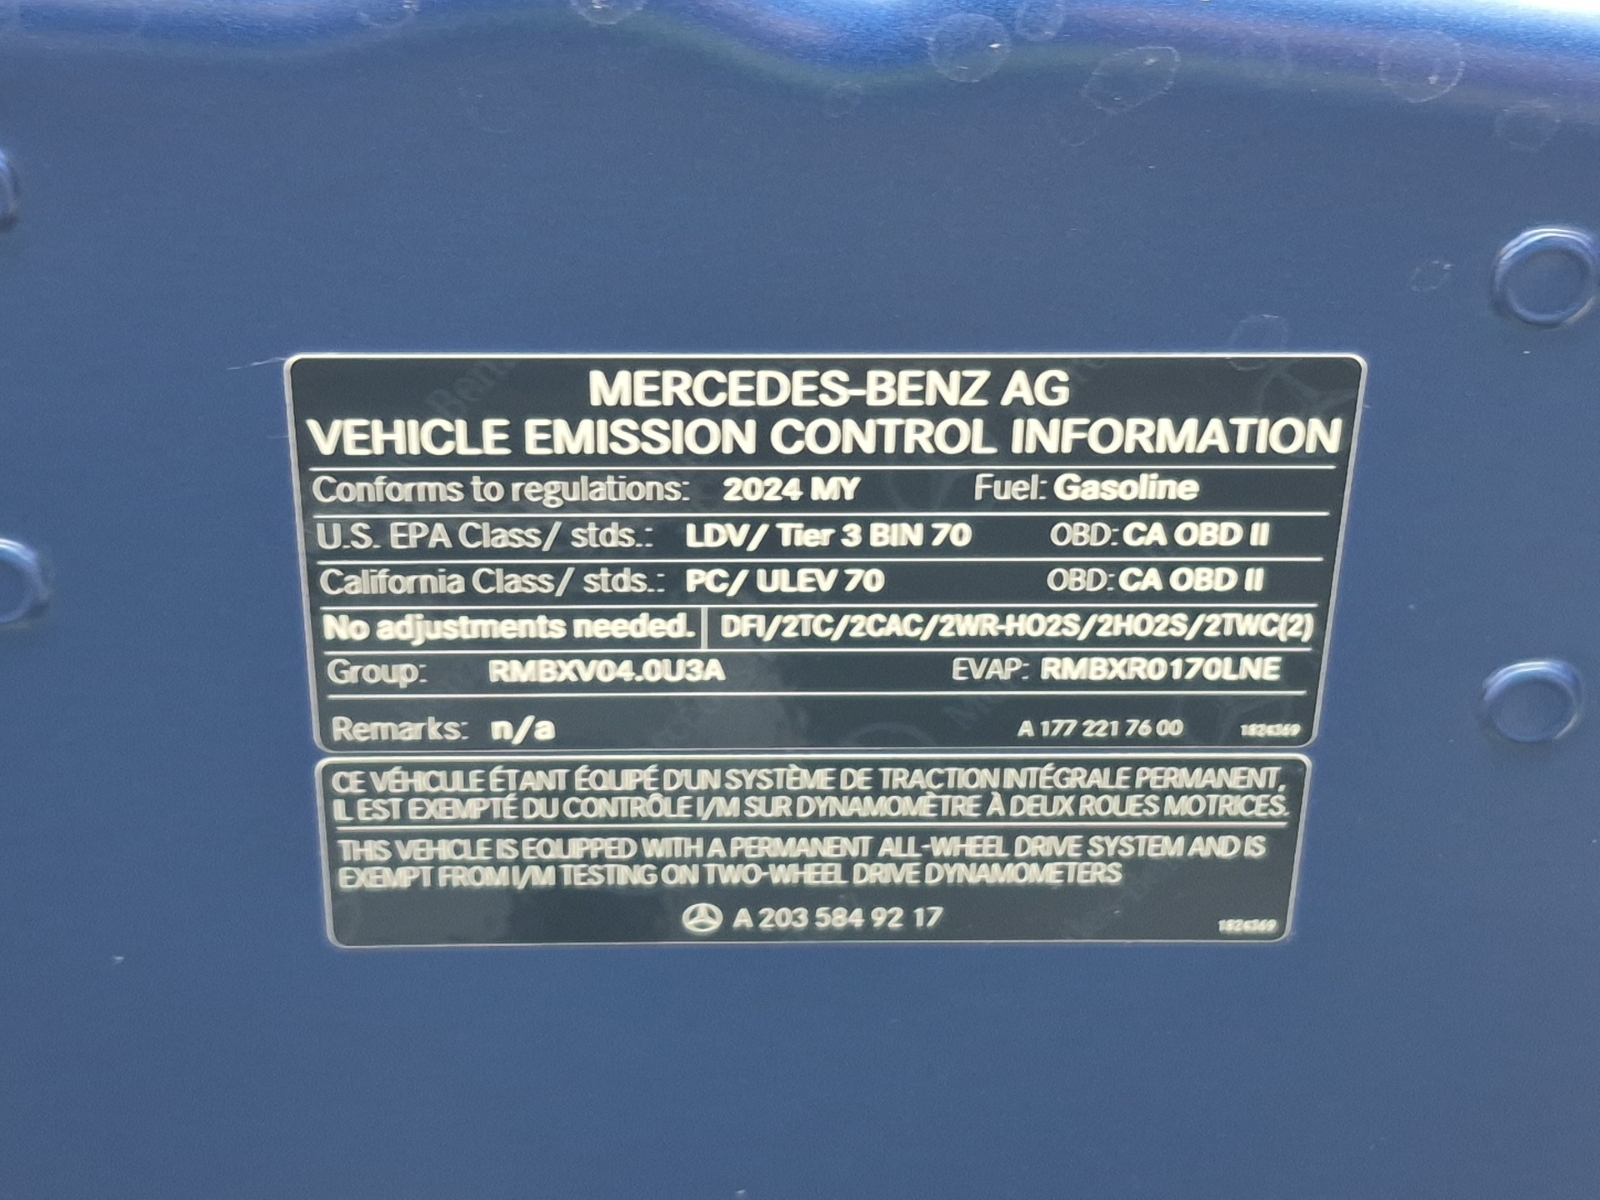 MERCEDES-BENZ AG
VEHICLE EMISSION CONTROL INFORMATION
Conforms to regulations: 2024 MY Fuel: Gasoline
U.S. EPA Class/ stds.: LDV/ Tier 3 BIN 70 OBD: CA OBD II
California Class/ stds.: PC/ ULEV 70 OBD: CA OBD II
No adjustments needed. DFI/2TC/2CAC/2WR-HO2S/2HO2S/2TWC(2)
Group: RMBXV04.0U3A EVAP: RMBXR0170LNE
Remarks: n/a A 177 221 76 00 1824369
CE VÉHICULE ÉTANT ÉQUIPÉ D'UN SYSTÈME DE TRACTION INTÉGRALE PERMANENT,
IL EST EXEMPTÉ DU CONTRÔLE I/M SUR DYNAMOMÈTRE À DEUX ROUES MOTRICES.
THIS VEHICLE IS EQUIPPED WITH A PERMANENT ALL-WHEEL DRIVE SYSTEM AND IS
EXEMPT FROM I/M TESTING ON TWO-WHEEL DRIVE DYNAMOMETERS
A 203 584 92 17 1824369